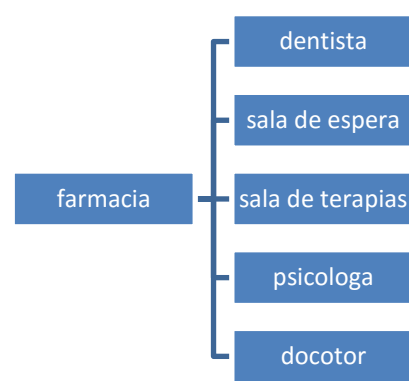 dentista
sala de espera
farmacia
sala de terapias
psicologa
docotor